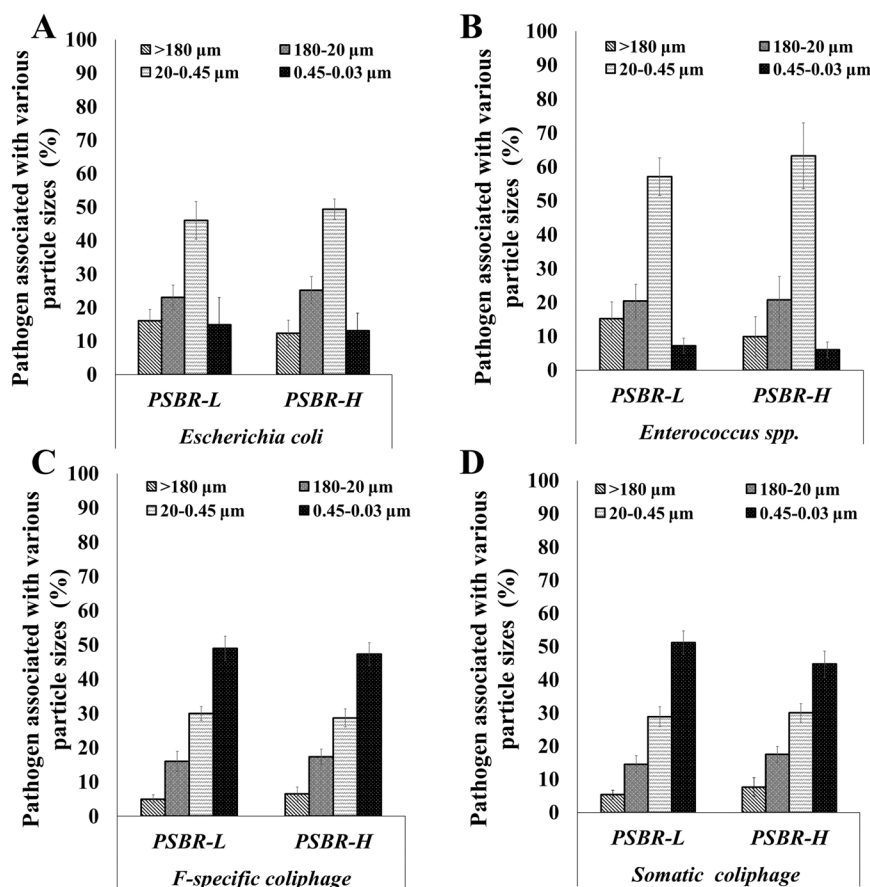 A
Pathogen associated with various
particle sizes (%)
100
90
80
70
60
50
40
30
20
10
0
>180 µm
180-20 µm
20-0.45 µm
0.45-0.03 µm
PSBR-L
PSBR-H
Escherichia coli
B
Pathogen associated with various
particle sizes (%)
100
90
80
70
60
50
40
30
20
10
0
>180 µm
180-20 µm
20-0.45 µm
0.45-0.03 µm
PSBR-L
PSBR-H
Enterococcus spp.
C
Pathogen associated with various
particle sizes (%)
100
90
80
70
60
50
40
30
20
10
0
>180 µm
180-20 µm
20-0.45 µm
0.45-0.03 µm
PSBR-L
PSBR-H
F-specific coliphage
D
Pathogen associated with various
particle sizes (%)
100
90
80
70
60
50
40
30
20
10
0
>180 µm
180-20 µm
20-0.45 µm
0.45-0.03 µm
PSBR-L
PSBR-H
Somatic coliphage